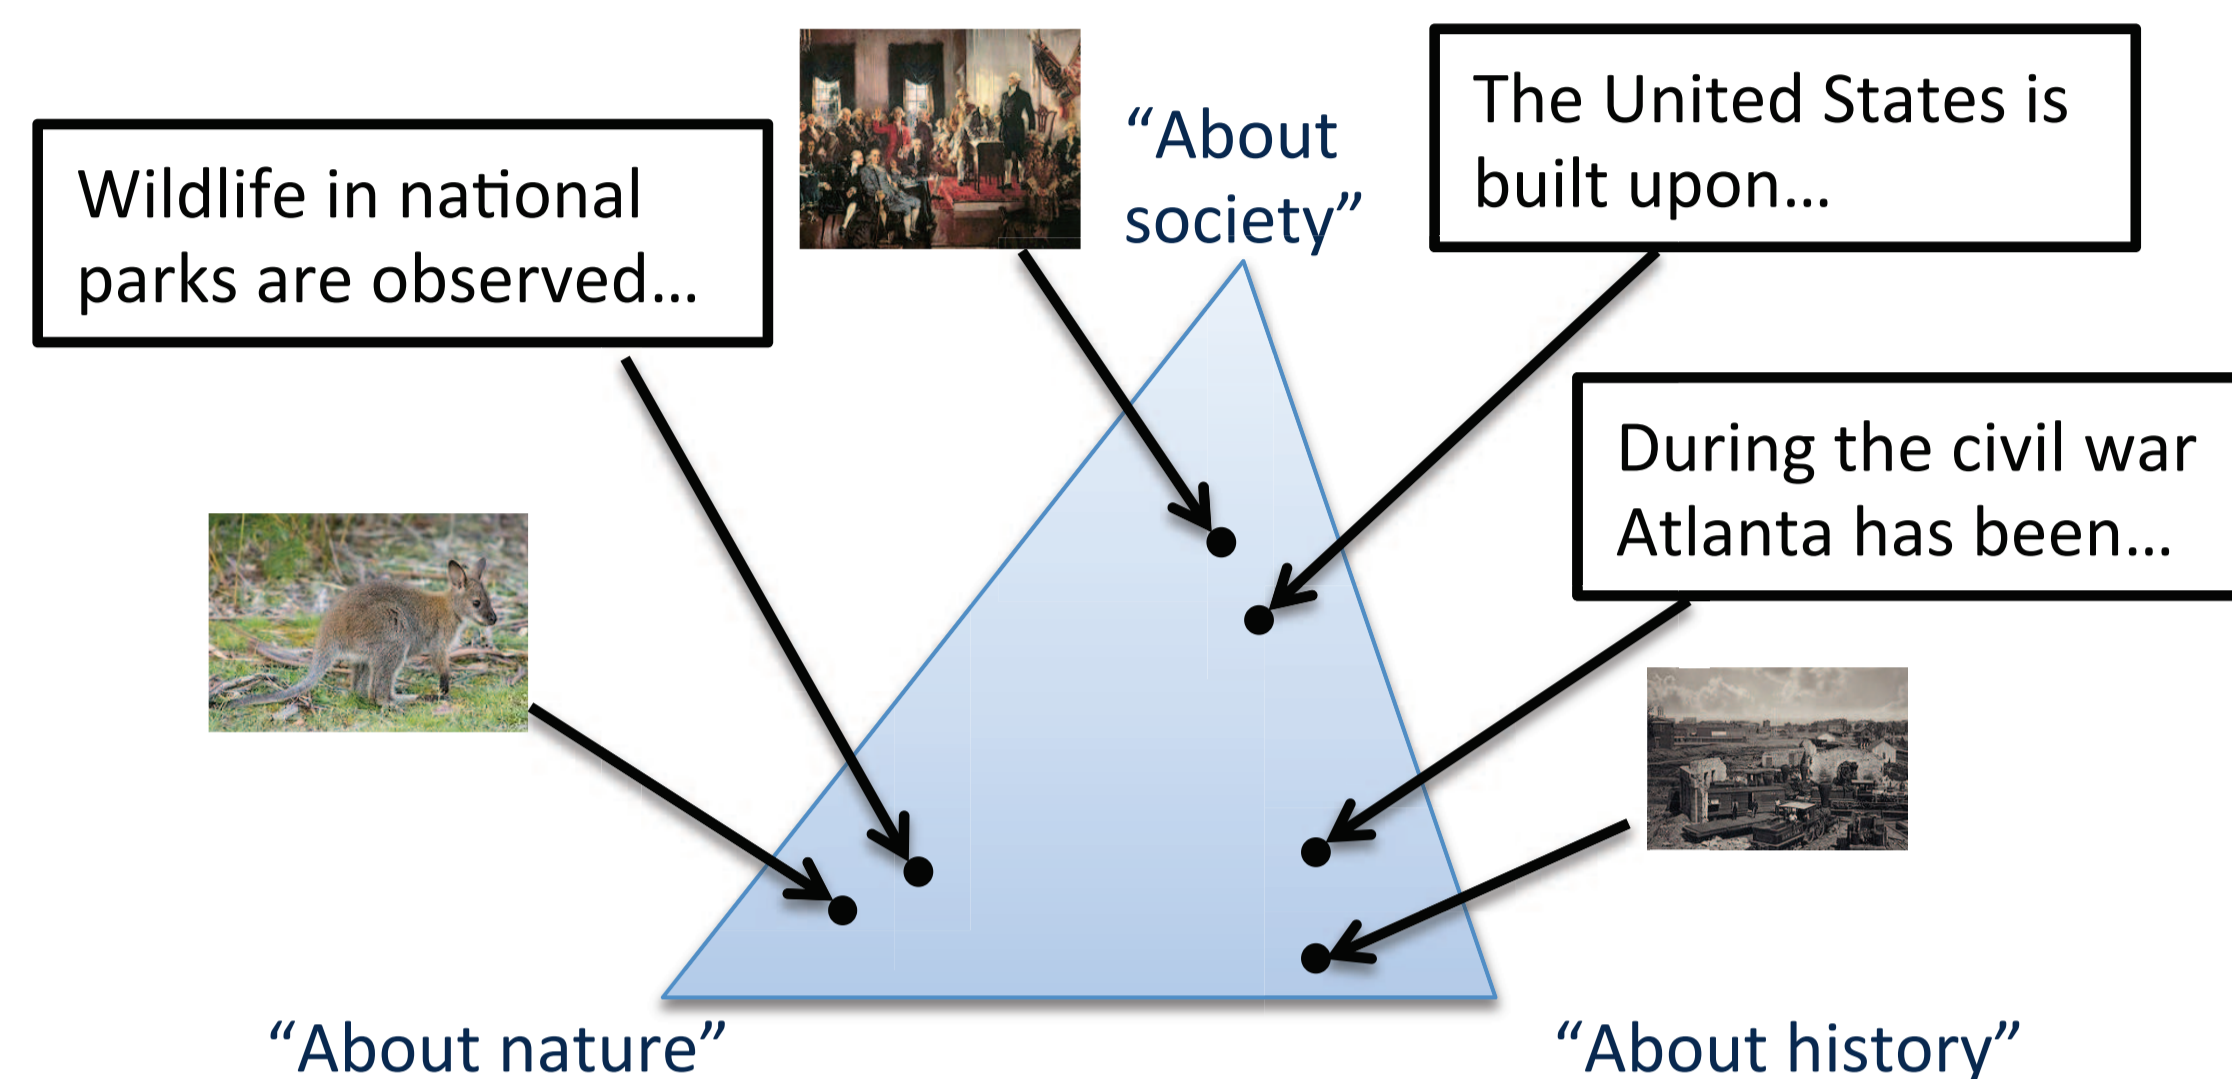 Wildlife in national
parks are observed...
“About
society”
The United States is
built upon...
During the civil war
Atlanta has been...
“About nature”
“About history”